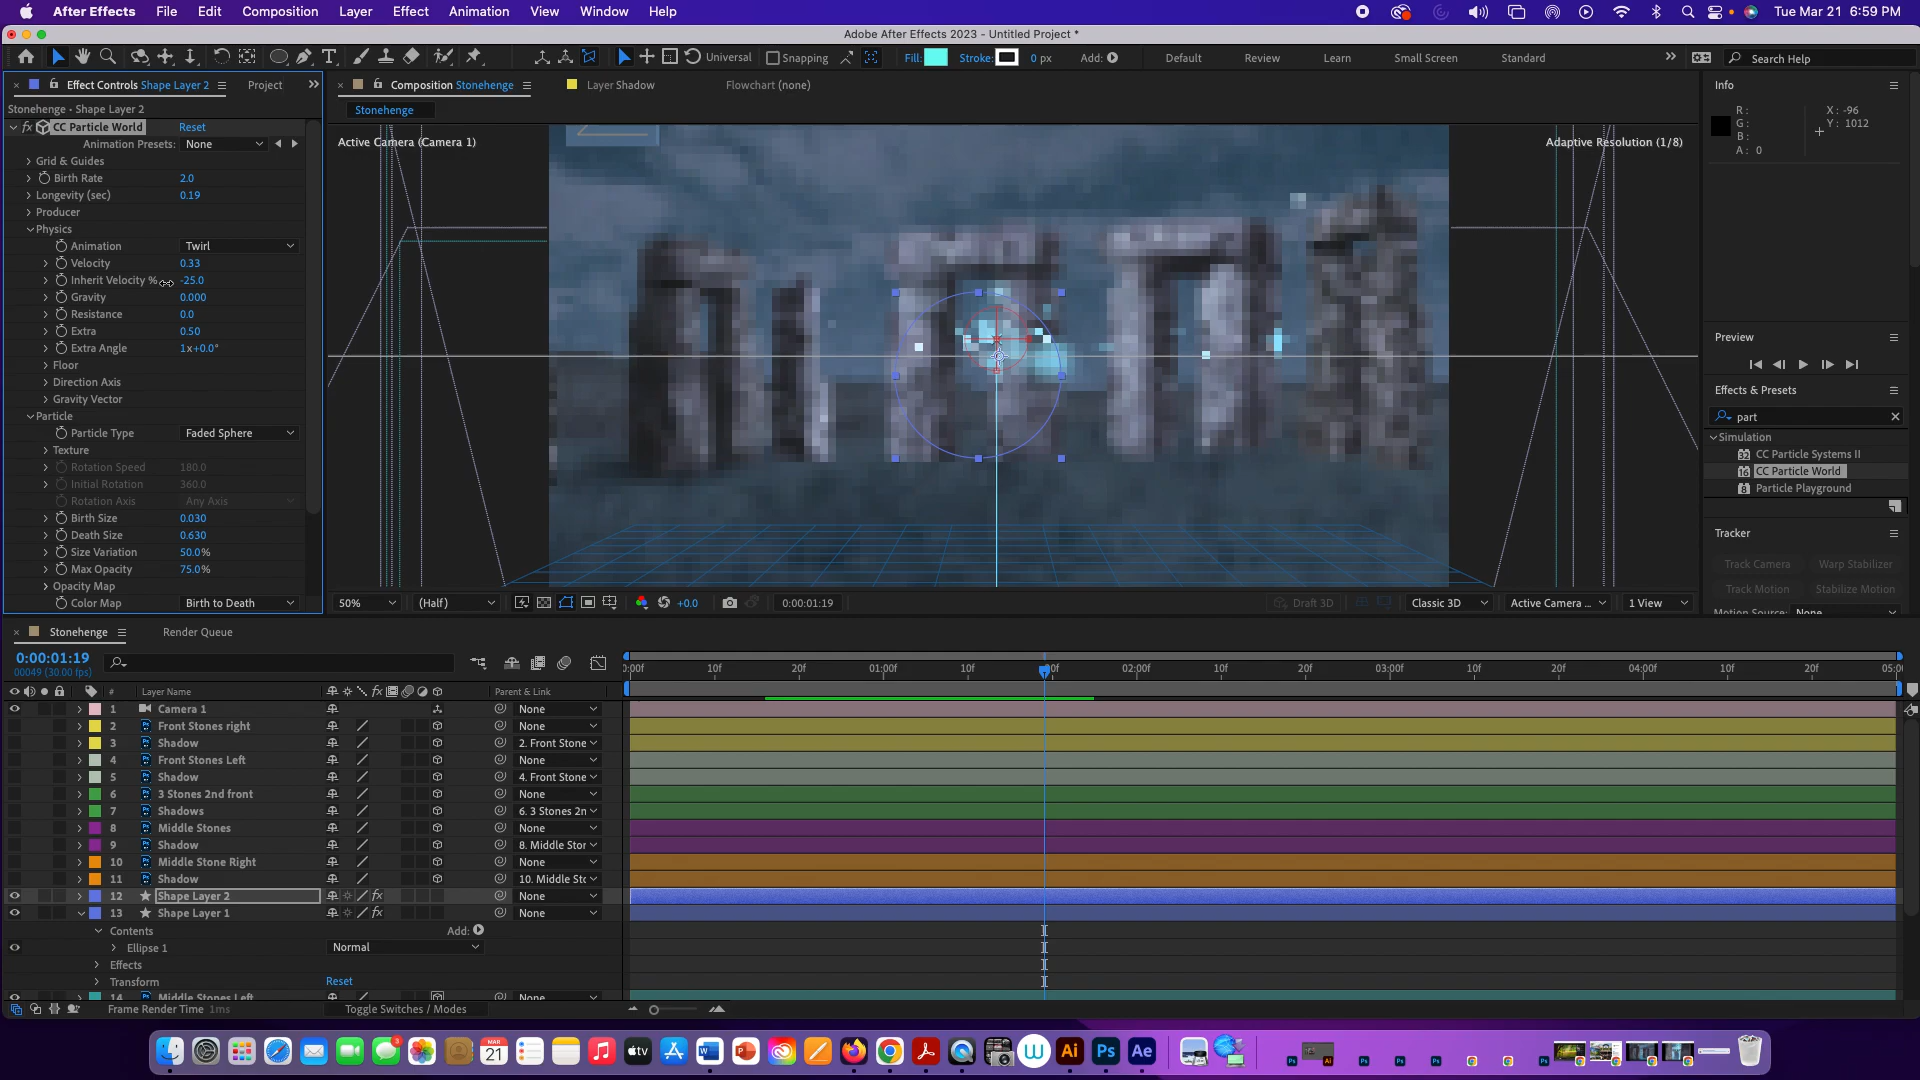 After Effects File Edit Composition Layer Effect Animation View Window Help Tue Mar 21 6:59 PM
Adobe After Effects 2023 - Untitled Project *
Universal Snapping Fill: Stroke: 0 px Add: Default Review Learn Small Screen Standard Search Help
Effect Controls Shape Layer 2 Project Composition Stonehenge Layer Shadow Flowchart (none) Info
Stonehenge • Shape Layer 2
Stonehenge
R: G: B: A: 0 X: -96 Y: 1012
Active Camera (Camera 1) Adaptive Resolution (1/8)
fx CC Particle World Reset
Animation Presets: None
Grid & Guides
Birth Rate 2.0
Longevity (sec) 0.19
Producer
Physics
Animation Twirl
Velocity 0.33
Inherit Velocity % -25.0
Gravity 0.000
Resistance 0.0
Extra 0.50
Extra Angle 1x+0.0°
Floor
Direction Axis
Gravity Vector
Particle
Particle Type Faded Sphere
Texture
Rotation Speed 180.0
Initial Rotation 360.0
Rotation Axis Any Axis
Birth Size 0.030
Death Size 0.630
Size Variation 50.0%
Max Opacity 75.0%
Opacity Map
Color Map Birth to Death
Preview
Effects & Presets
part
Simulation
32 CC Particle Systems II
16 CC Particle World
8 Particle Playground
Tracker
Track Camera Warp Stabilizer
Track Motion Stabilize Motion
Motion Source: None
50% (Half) +0.0 0:00:01:19 Draft 3D Classic 3D Active Camera ... 1 View
Stonehenge Render Queue
0:00:01:19
00049 (30.00 fps)
0:00f 10f 20f 01:00f 10f 20f 02:00f 10f 20f 03:00f 10f 20f 04:00f 10f 20f 05:0
# Layer Name fx Parent & Link
1 Camera 1 None
2 Front Stones right None
3 Shadow 2. Front Stone
4 Front Stones Left None
5 Shadow 4. Front Stone
6 3 Stones 2nd front None
7 Shadows 6. 3 Stones 2n
8 Middle Stones None
9 Shadow 8. Middle Stor
10 Middle Stone Right None
11 Shadow 10. Middle Stc
12 Shape Layer 2 fx None
13 Shape Layer 1 fx None
Contents Add:
Ellipse 1 Normal
Effects
Transform Reset
14 Middle Stones Left None
Frame Render Time 1ms Toggle Switches / Modes
3 MAR 21 tv W P W Ai Ps Ae